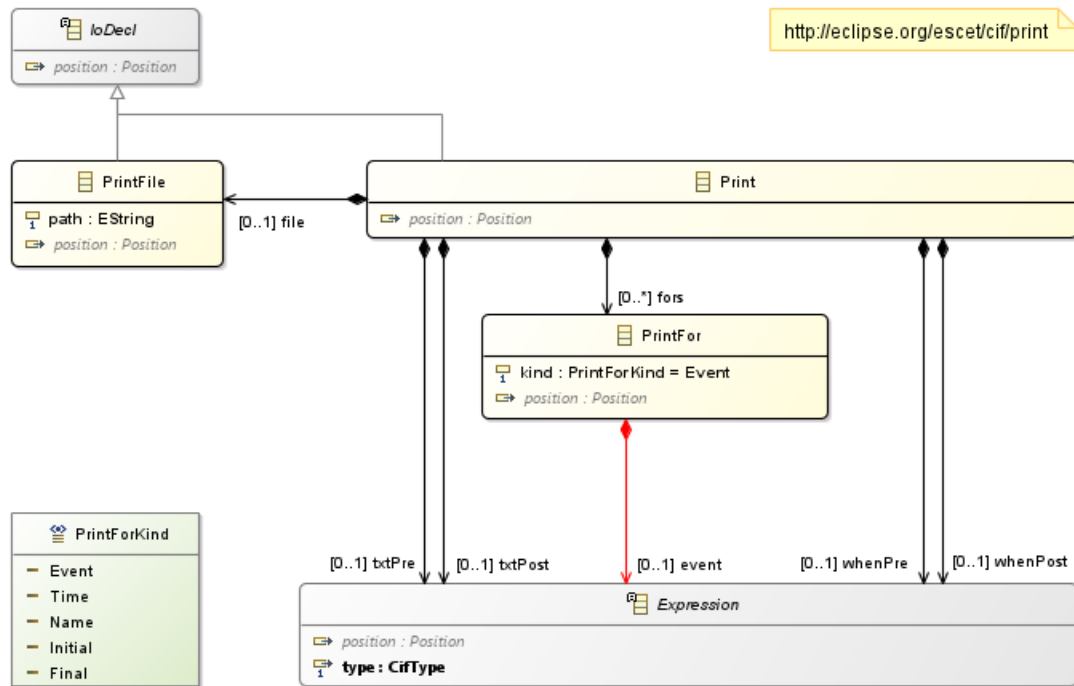 IoDecl
position : Position
http://eclipse.org/escet/cif/print
PrintFile
path : EString
position : Position
Print
position : Position
[0..1] file
[0..*] fors
PrintFor
kind : PrintForKind = Event
position : Position
PrintForKind
Event
Time
Name
Initial
Final
[0..1] txtPre
[0..1] txtPost
[0..1] event
[0..1] whenPre
[0..1] whenPost
Expression
position : Position
1 type : CifType